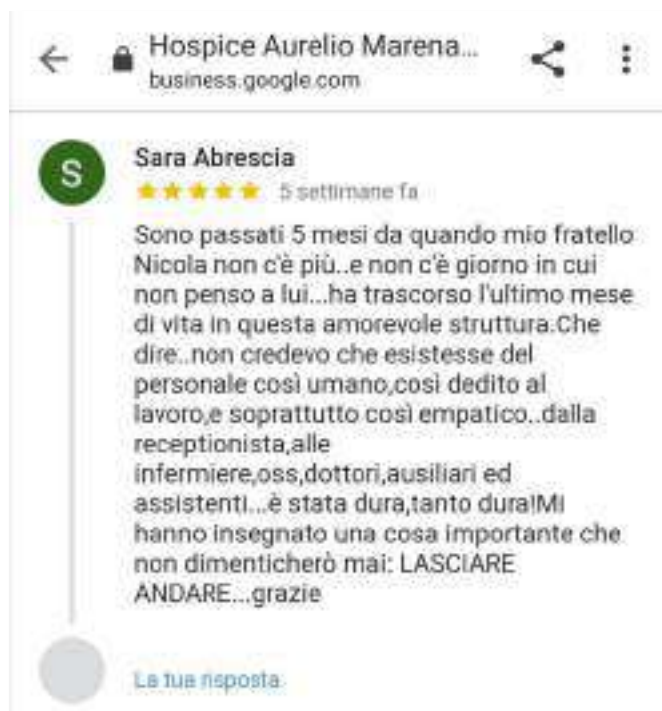 Hospice Aurelio Marena...
business.google.com
S
Sara Abrescia
5 settimane fa
Sono passati 5 mesi da quando mio fratello
Nicola non c'è più..e non c'è giorno in cui
non penso a lui...ha trascorso l'ultimo mese
di vita in questa amorevole struttura.Che
dire..non credevo che esistesse del
personale così umano,così dedito al
lavoro,e soprattutto così empatico..dalla
receptionista,alle
infermiere,oss,dottori,ausiliari ed
assistenti...è stata dura,tanto dura!Mi
hanno insegnato una cosa importante che
non dimenticherò mai: LASCIARE
ANDARE...grazie
La tua risposta